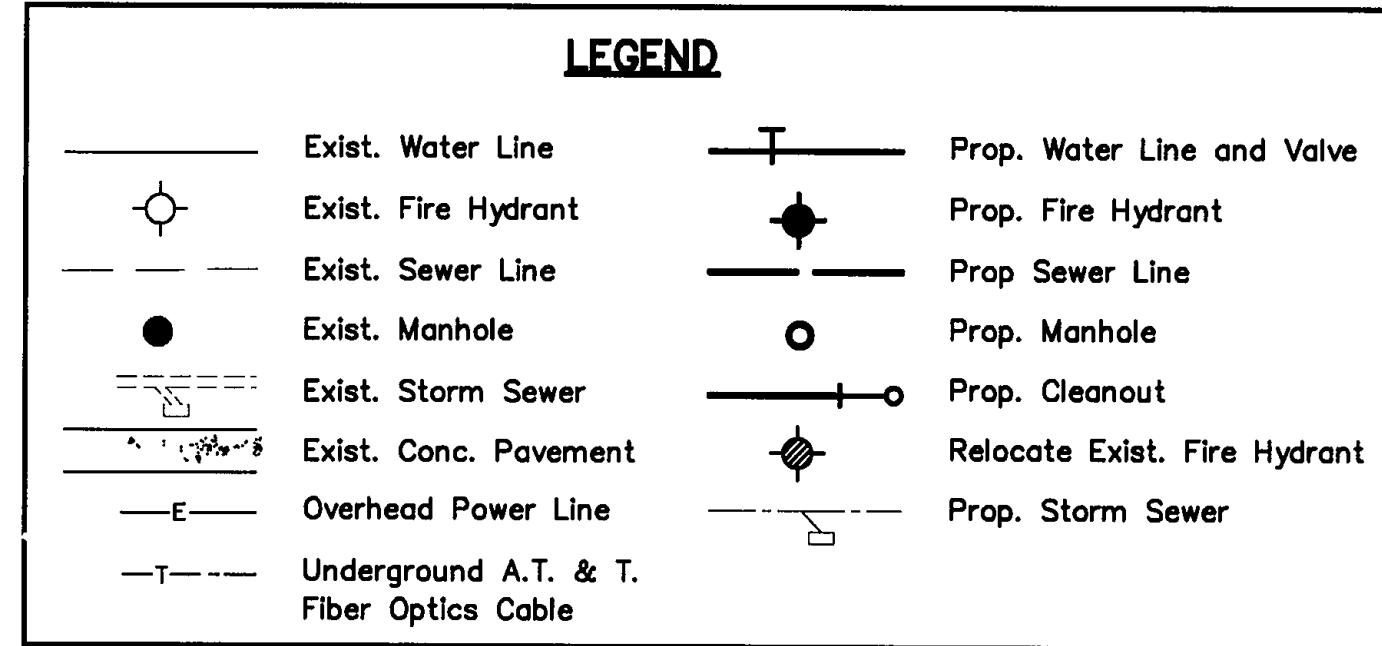 LEGEND
Exist. Water Line
Exist. Fire Hydrant
Exist. Sewer Line
Exist. Manhole
Exist. Storm Sewer
Exist. Conc. Pavement
E
Overhead Power Line
T
Underground A.T. & T.
Fiber Optics Cable
Prop. Water Line and Valve
Prop. Fire Hydrant
Prop Sewer Line
Prop. Manhole
Prop. Cleanout
Relocate Exist. Fire Hydrant
Prop. Storm Sewer